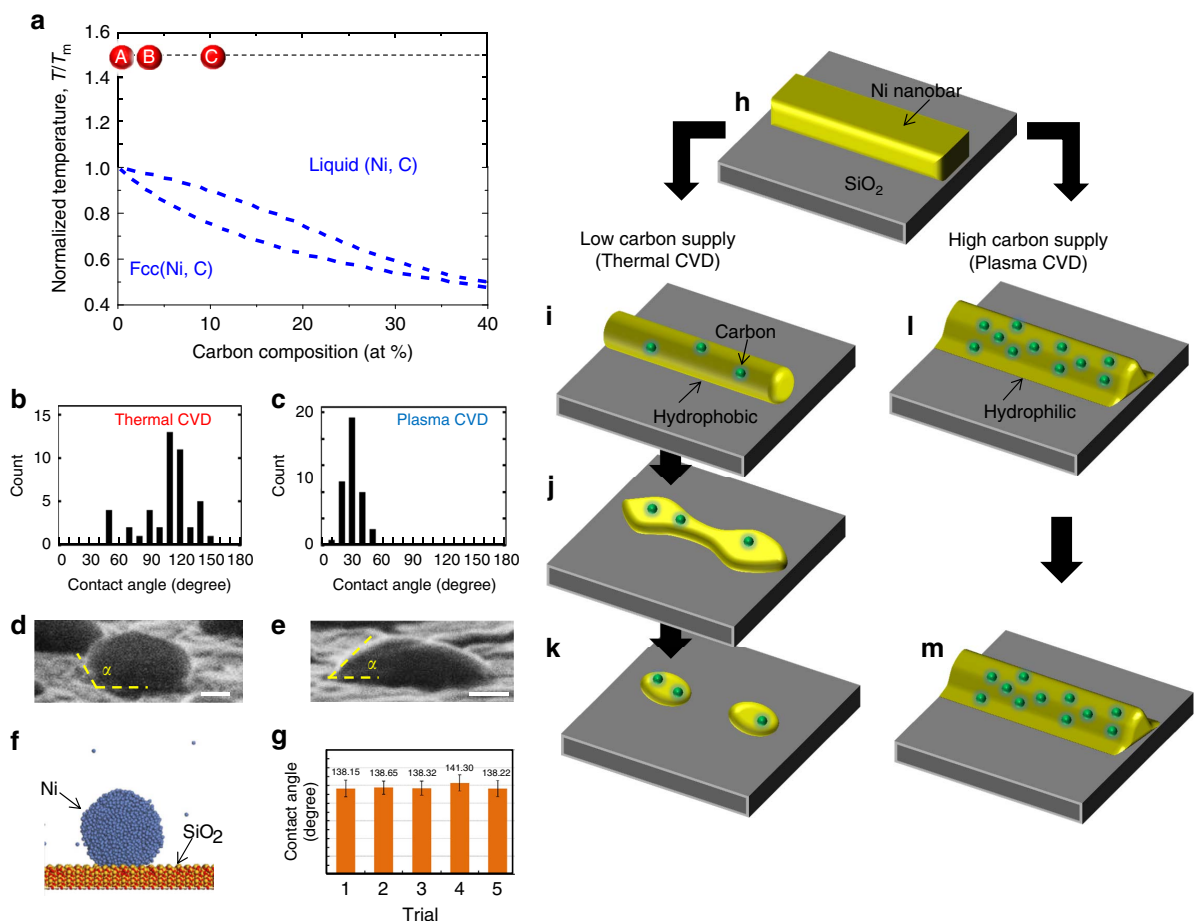 a
Normalized temperature, T/Tm
1.6
1.4
1.2
1.0
0.8
0.6
0.4
A B C
Liquid (Ni, C)
Fcc(Ni, C)
0 10 20 30 40
Carbon composition (at %)
b
Thermal CVD
Count
15
10
5
0
0 30 60 90 120 150 180
Contact angle (degree)
c
Plasma CVD
Count
20
10
0
0 30 60 90 120 150 180
Contact angle (degree)
d
α
e
α
f
Ni
SiO2
g
Contact angle
(degree)
138.15 138.65 138.32 141.30 138.22
1 2 3 4 5
Trial
h
Ni nanobar
SiO2
Low carbon supply
(Thermal CVD)
High carbon supply
(Plasma CVD)
i
Carbon
Hydrophobic
j
k
l
Hydrophilic
m